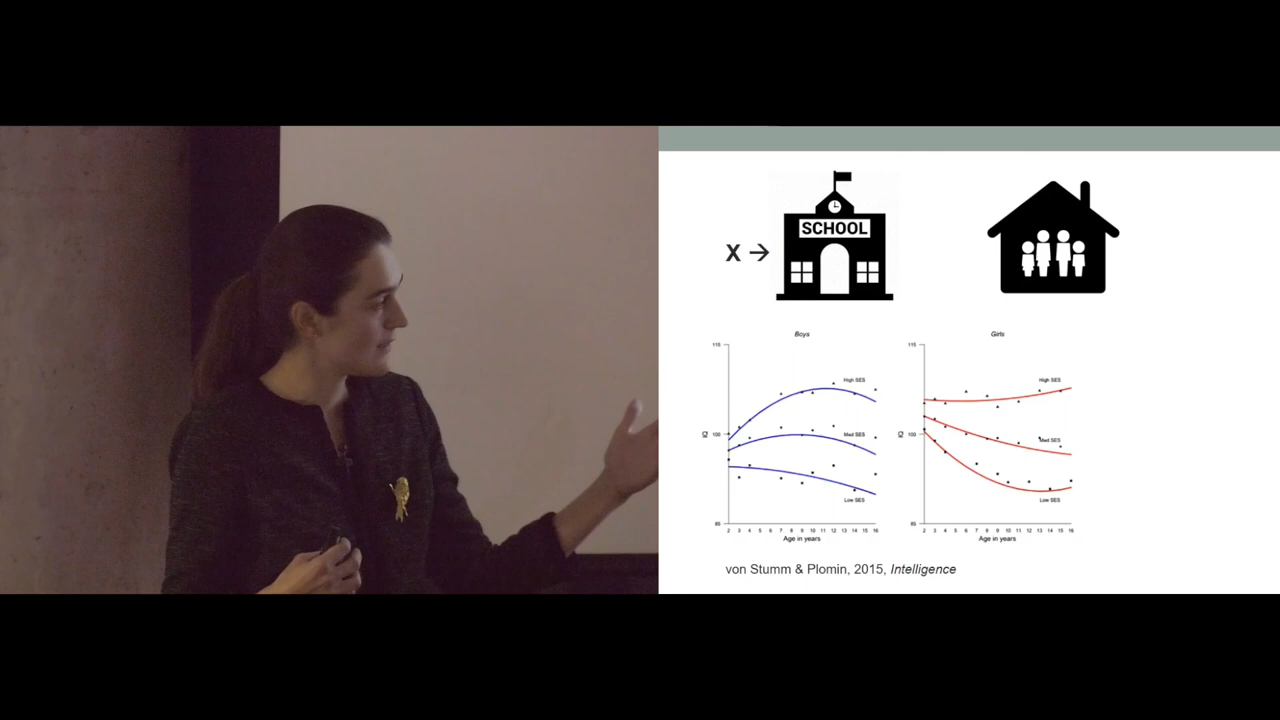 SCHOOL
X →
Boys
115
100
85
IQ
High SES
Med SES
Low SES
2 3 4 5 6 7 8 9 10 11 12 13 14 15 16
Age in years
Girls
115
100
85
IQ
High SES
Med SES
Low SES
2 3 4 5 6 7 8 9 10 11 12 13 14 15 16
Age in years
von Stumm & Plomin, 2015, Intelligence